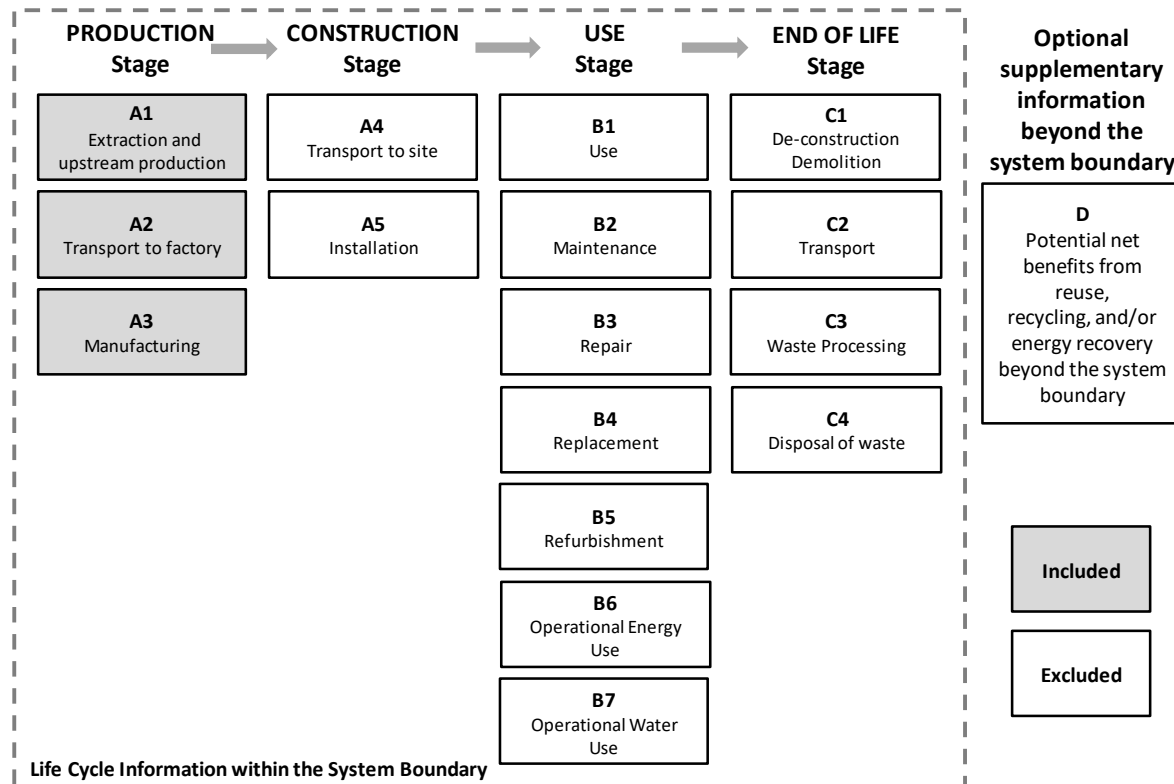 PRODUCTION
Stage
CONSTRUCTION
Stage
USE
Stage
END OF LIFE
Stage
Optional
supplementary
information
beyond the
system boundary
A1
Extraction and
upstream production
A2
Transport to factory
A3
Manufacturing
A4
Transport to site
A5
Installation
B1
Use
B2
Maintenance
B3
Repair
B4
Replacement
B5
Refurbishment
B6
Operational Energy
Use
B7
Operational Water
Use
C1
De-construction
Demolition
C2
Transport
C3
Waste Processing
C4
Disposal of waste
D
Potential net
benefits from
reuse,
recycling, and/or
energy recovery
beyond the system
boundary
Included
Excluded
Life Cycle Information within the System Boundary